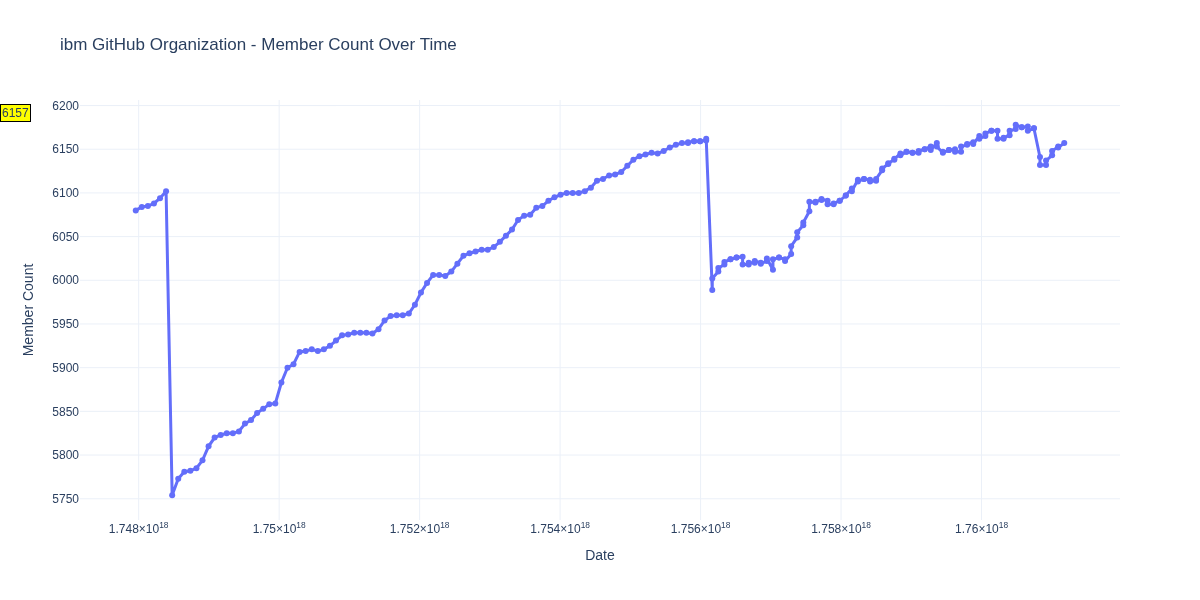 ibm GitHub Organization - Member Count Over Time
6157
6200
6150
6100
6050
6000
5950
5900
5850
5800
5750
Member Count
1.748×10¹⁸ 1.75×10¹⁸ 1.752×10¹⁸ 1.754×10¹⁸ 1.756×10¹⁸ 1.758×10¹⁸ 1.76×10¹⁸
Date